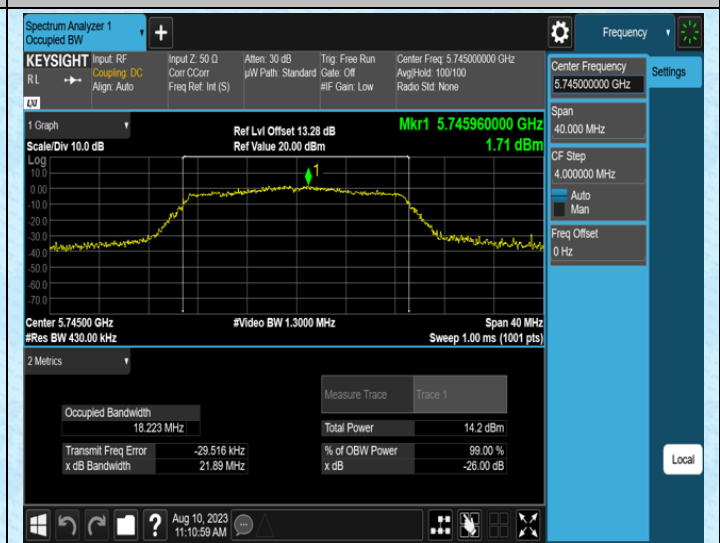 Spectrum Analyzer 1
Occupied BW
Frequency
KEYSIGHT
R L
LXI
Input: RF
Coupling: DC
Align: Auto
Input Z: 50 Ω
Corr CCorr
Freq Ref: Int (S)
Atten: 30 dB
µW Path: Standard
Trig: Free Run
Gate: Off
#IF Gain: Low
Center Freq: 5.745000000 GHz
Avg|Hold: 100/100
Radio Std: None
Center Frequency
5.745000000 GHz
Settings
Span
40.000 MHz
CF Step
4.000000 MHz
Auto
Man
Freq Offset
0 Hz
1 Graph
Scale/Div 10.0 dB
Ref Lvl Offset 13.28 dB
Ref Value 20.00 dBm
Mkr1 5.745960000 GHz
1.71 dBm
Log
10.0
0.00
-10.0
-20.0
-30.0
-40.0
-50.0
-60.0
-70.0
1
Center 5.74500 GHz
#Res BW 430.00 kHz
#Video BW 1.3000 MHz
Span 40 MHz
Sweep 1.00 ms (1001 pts)
2 Metrics
Measure Trace
Trace 1
Occupied Bandwidth
18.223 MHz
Total Power
14.2 dBm
Transmit Freq Error
-29.516 kHz
% of OBW Power
99.00 %
x dB Bandwidth
21.89 MHz
x dB
-26.00 dB
Local
?
Aug 10, 2023
11:10:59 AM